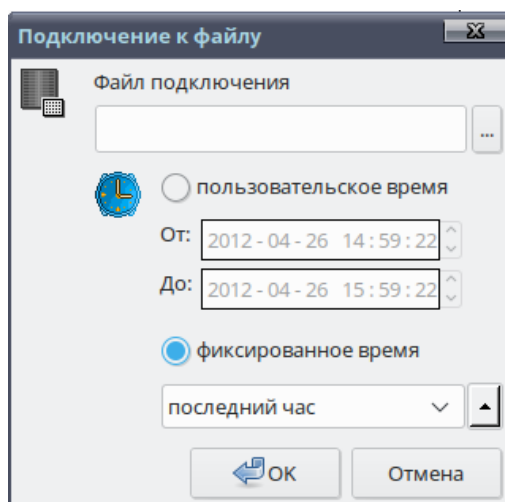 Подключение к файлу
Файл подключения
...
пользовательское время
От: 2012-04-26 14:59:22
До: 2012-04-26 15:59:22
фиксированное время
последний час
OK Отмена